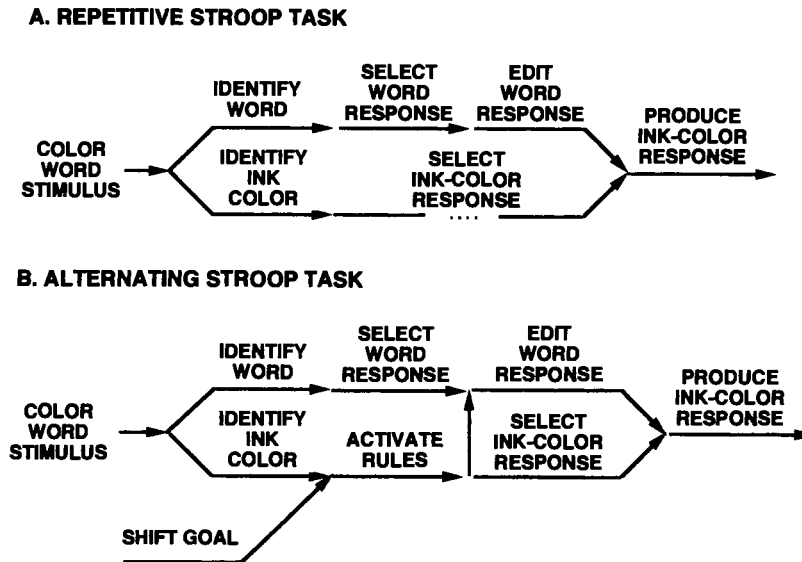 A. REPETITIVE STROOP TASK
COLOR
WORD
STIMULUS
IDENTIFY
WORD
SELECT
WORD
RESPONSE
EDIT
WORD
RESPONSE
IDENTIFY
INK
COLOR
SELECT
INK-COLOR
RESPONSE
....
PRODUCE
INK-COLOR
RESPONSE
B. ALTERNATING STROOP TASK
COLOR
WORD
STIMULUS
IDENTIFY
WORD
SELECT
WORD
RESPONSE
EDIT
WORD
RESPONSE
IDENTIFY
INK
COLOR
ACTIVATE
RULES
SELECT
INK-COLOR
RESPONSE
PRODUCE
INK-COLOR
RESPONSE
SHIFT GOAL